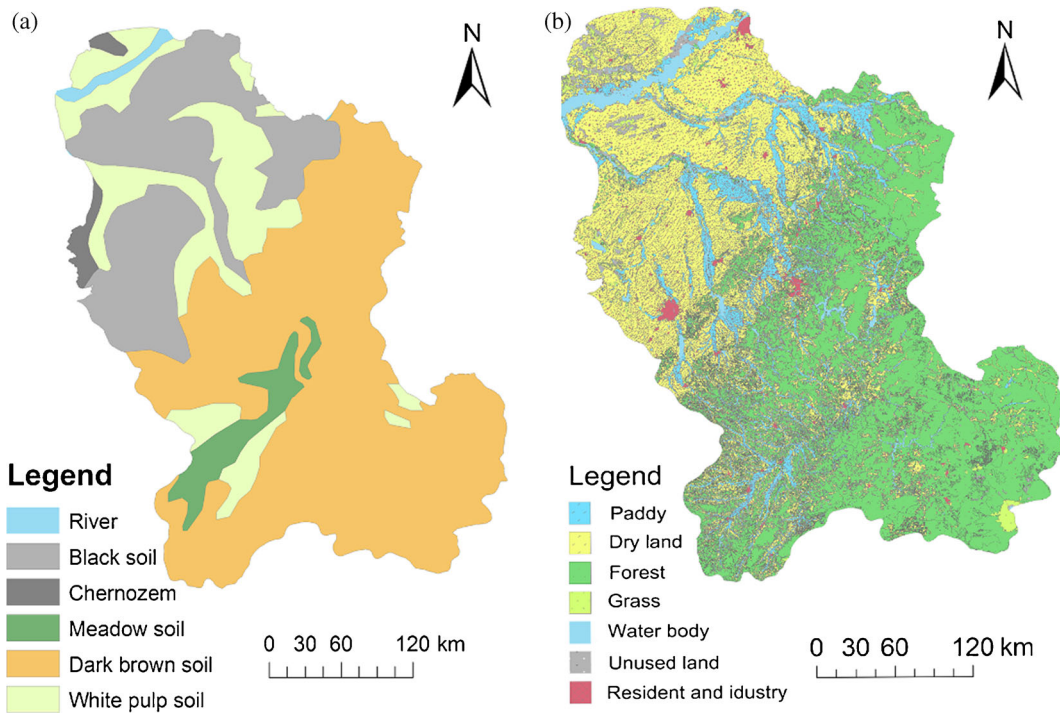 (a)
N
Legend
River
Black soil
Chernozem
Meadow soil
Dark brown soil
White pulp soil
0 30 60 120 km
(b)
N
Legend
Paddy
Dry land
Forest
Grass
Water body
Unused land
Resident and idustry
0 30 60 120 km